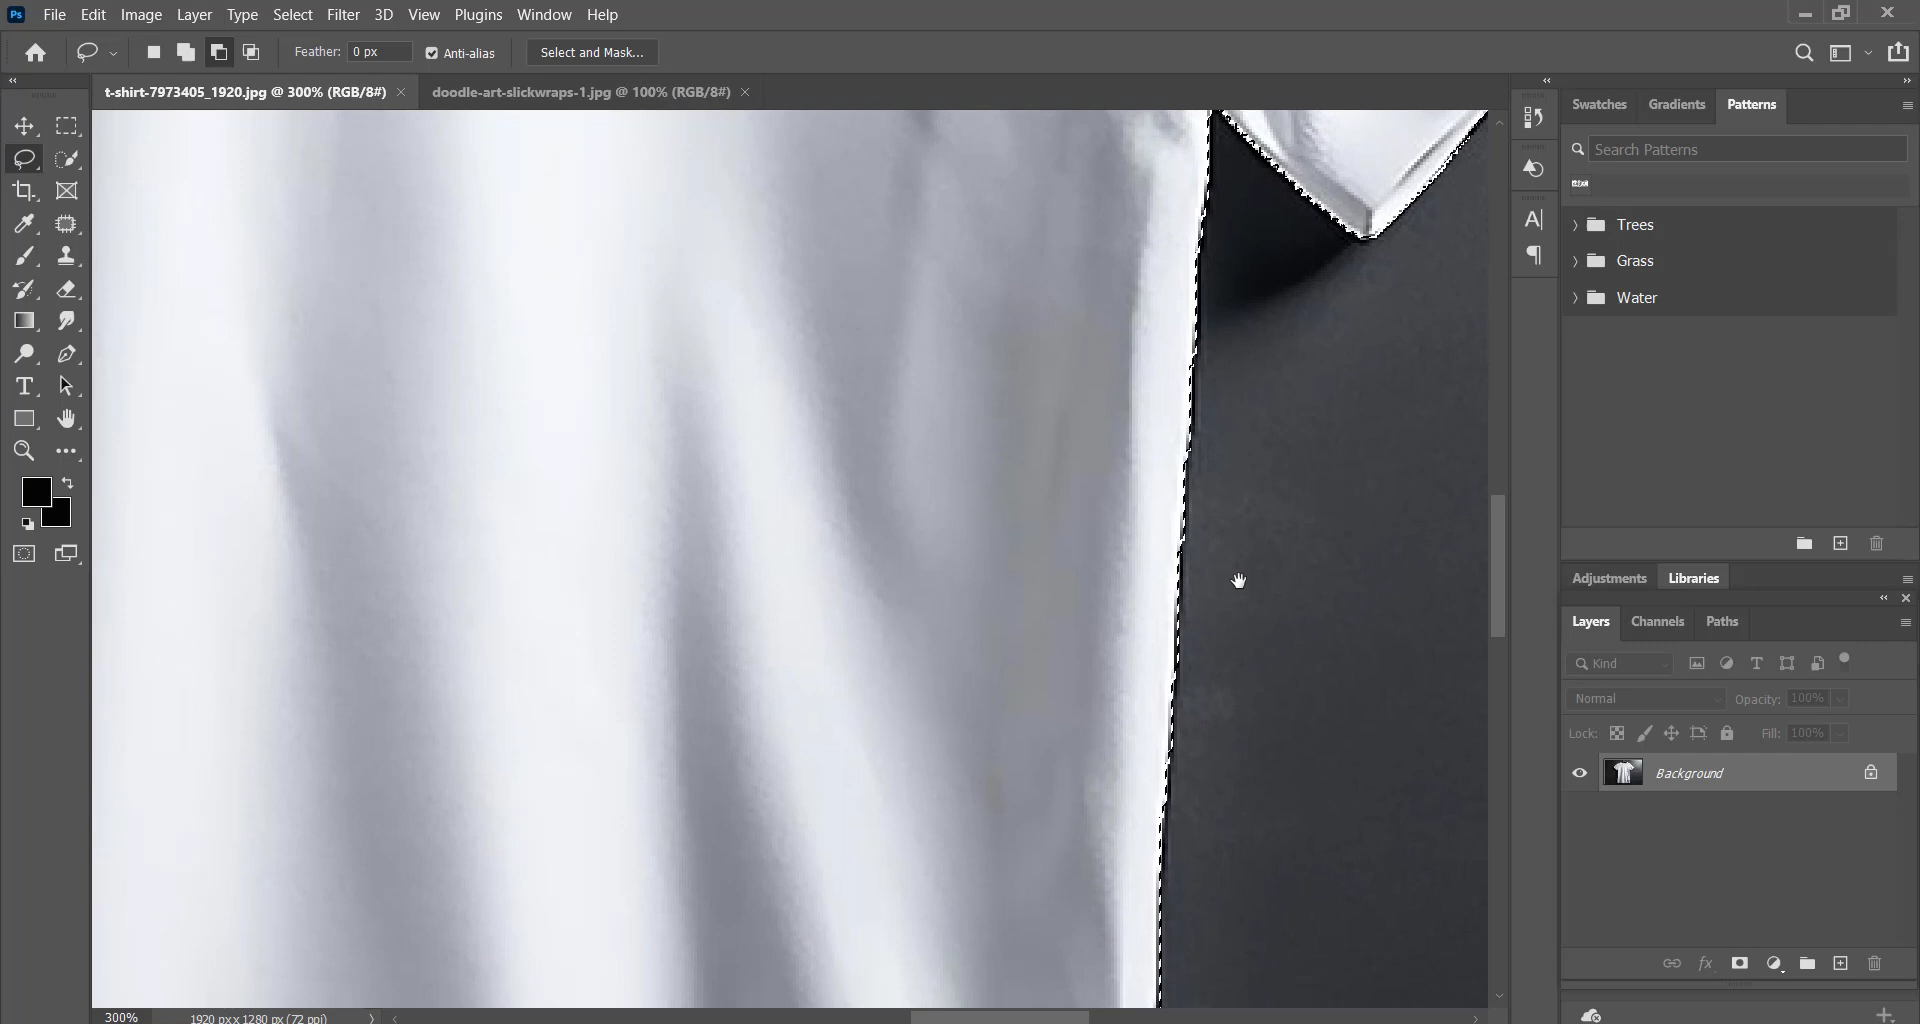 File Edit Image Layer Type Select Filter 3D View Plugins Window Help
Feather: 0 px Anti-alias Select and Mask...
t-shirt-7973405_1920.jpg @ 300% (RGB/8#) × doodle-art-slickwraps-1.jpg @ 100% (RGB/8#) ×
Swatches Gradients Patterns
Search Patterns
Trees
Grass
Water
Adjustments Libraries
Layers Channels Paths
Kind
Normal Opacity: 100%
Lock: Fill: 100%
Background
300% 1920 px x 1280 px (72 ppi)